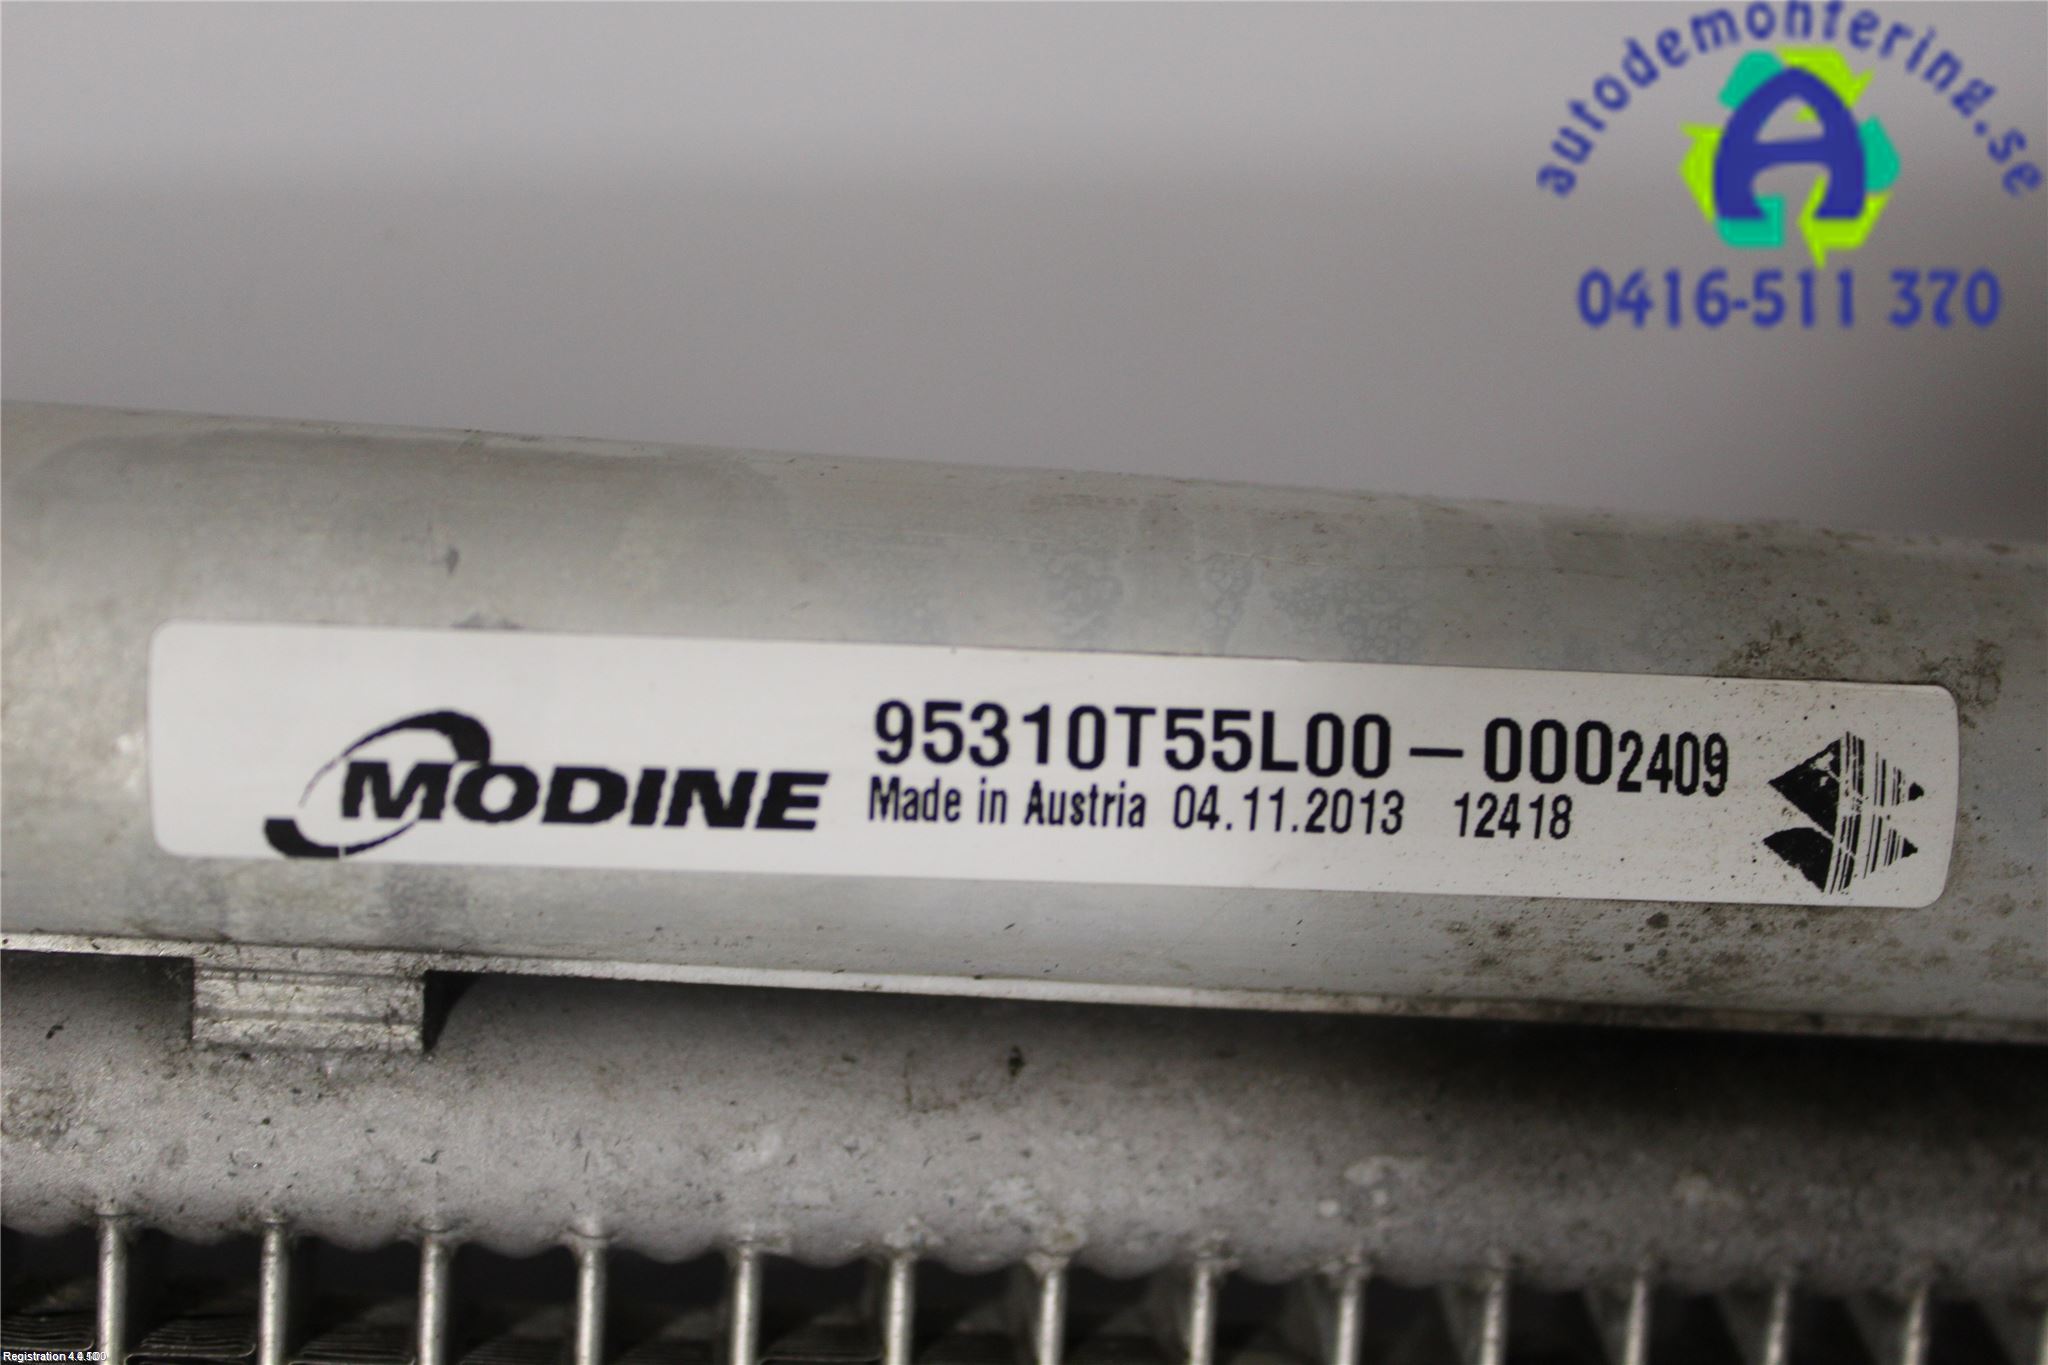 autodemontering.se
A
0416-511 370
MODINE
95310T55L00-0002409
Made in Austria 04.11.2013 12418